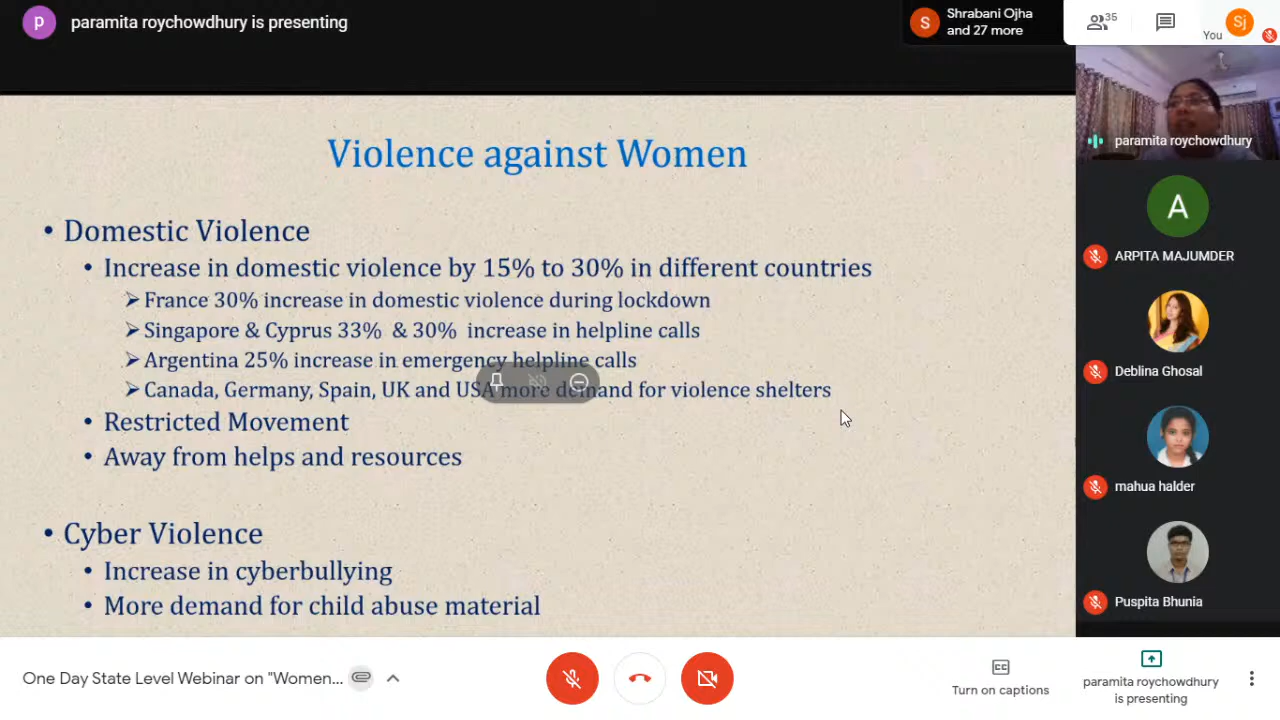 p
paramita roychowdhury is presenting
S
Shrabani Ojha
and 27 more
35
You
Sj
Violence against Women
• Domestic Violence
• Increase in domestic violence by 15% to 30% in different countries
➢ France 30% increase in domestic violence during lockdown
➢ Singapore & Cyprus 33% & 30% increase in helpline calls
➢ Argentina 25% increase in emergency helpline calls
➢ Canada, Germany, Spain, UK and USA more demand for violence shelters
• Restricted Movement
• Away from helps and resources
• Cyber Violence
• Increase in cyberbullying
• More demand for child abuse material
paramita roychowdhury
A
ARPITA MAJUMDER
Deblina Ghosal
mahua halder
Puspita Bhunia
One Day State Level Webinar on "Women...
CC
Turn on captions
paramita roychowdhury
is presenting